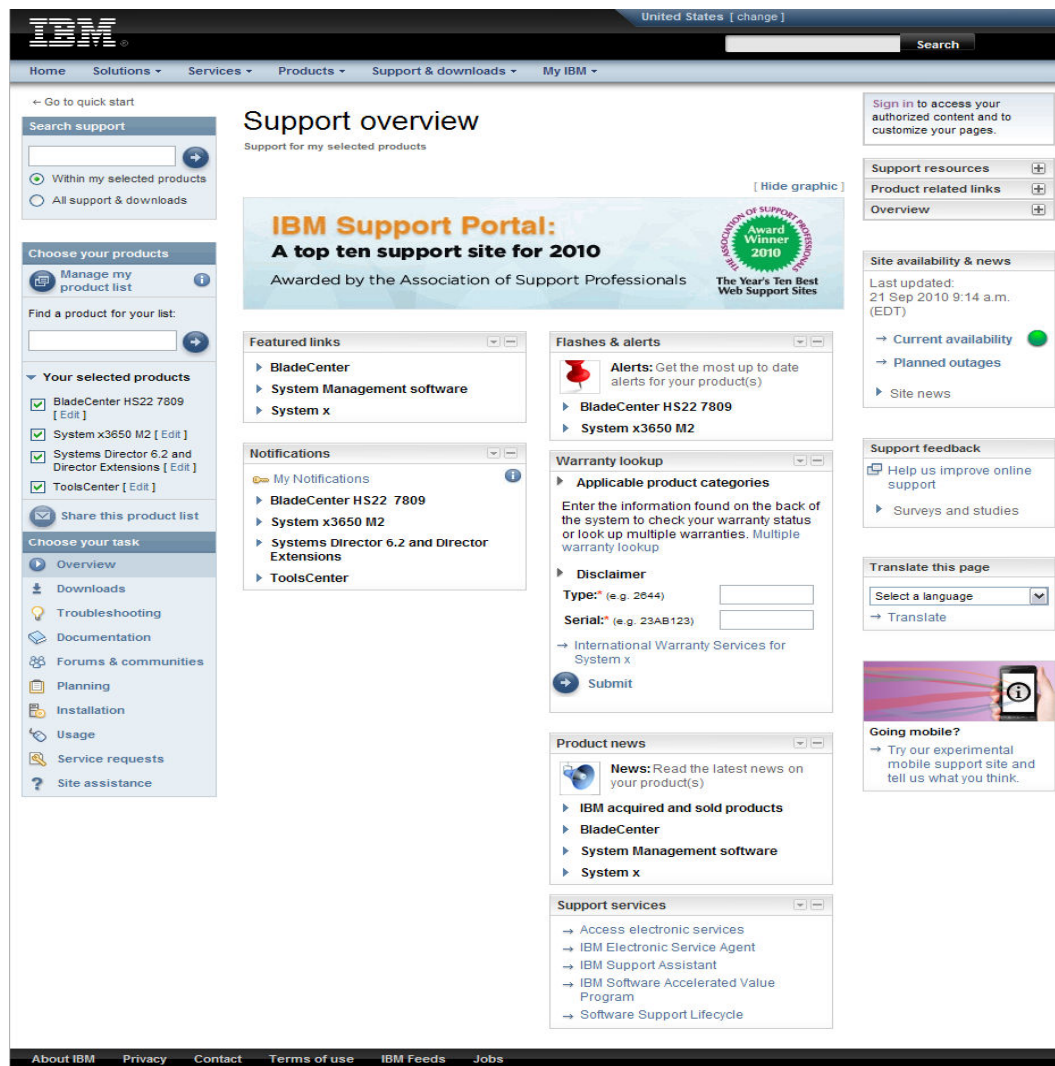 United States [ change ]
IBM ®
Search
Home Solutions Services Products Support & downloads My IBM
← Go to quick start
Search support
Within my selected products
All support & downloads
Choose your products
Manage my
product list
Find a product for your list:
Your selected products
BladeCenter HS22 7809
[ Edit ]
System x3650 M2 [ Edit ]
Systems Director 6.2 and
Director Extensions [ Edit ]
ToolsCenter [ Edit ]
Share this product list
Choose your task
Overview
Downloads
Troubleshooting
Documentation
Forums & communities
Planning
Installation
Usage
Service requests
Site assistance
Support overview
Support for my selected products
[ Hide graphic ]
IBM Support Portal:
A top ten support site for 2010
Awarded by the Association of Support Professionals
ASSOCIATION OF SUPPORT PROFESSIONALS
Award
Winner
2010
The Year's Ten Best
Web Support Sites
Featured links
BladeCenter
System Management software
System x
Notifications
My Notifications
BladeCenter HS22 7809
System x3650 M2
Systems Director 6.2 and Director
Extensions
ToolsCenter
Flashes & alerts
Alerts: Get the most up to date
alerts for your product(s)
BladeCenter HS22 7809
System x3650 M2
Warranty lookup
Applicable product categories
Enter the information found on the back of
the system to check your warranty status
or look up multiple warranties. Multiple
warranty lookup
Disclaimer
Type:* (e.g. 2644)
Serial:* (e.g. 23AB123)
→ International Warranty Services for
System x
Submit
Product news
News: Read the latest news on
your product(s)
IBM acquired and sold products
BladeCenter
System Management software
System x
Support services
→ Access electronic services
→ IBM Electronic Service Agent
→ IBM Support Assistant
→ IBM Software Accelerated Value
Program
→ Software Support Lifecycle
Sign in to access your
authorized content and to
customize your pages.
Support resources
Product related links
Overview
Site availability & news
Last updated:
21 Sep 2010 9:14 a.m.
(EDT)
→ Current availability
→ Planned outages
Site news
Support feedback
Help us improve online
support
Surveys and studies
Translate this page
Select a language
→ Translate
Going mobile?
→ Try our experimental
mobile support site and
tell us what you think.
About IBM Privacy Contact Terms of use IBM Feeds Jobs